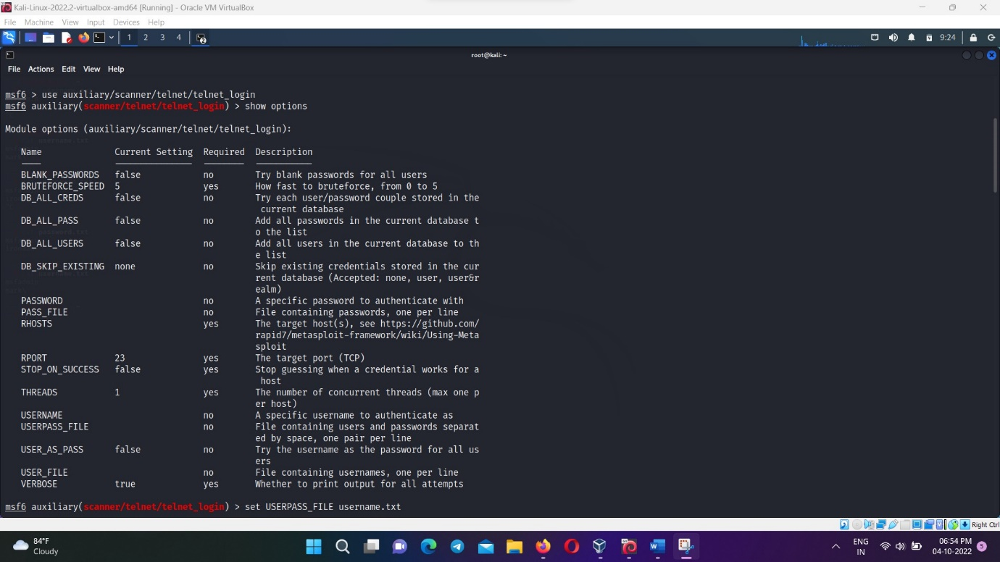 Kali-Linux-2022.2-virtualbox-amd64 [Running] - Oracle VM VirtualBox
File Machine View Input Devices Help
1 2 3 4 2 9:24
root@kali: ~
File Actions Edit View Help
msf6 > use auxiliary/scanner/telnet/telnet_login
msf6 auxiliary(scanner/telnet/telnet_login) > show options
Module options (auxiliary/scanner/telnet/telnet_login):
Name Current Setting Required Description
BLANK_PASSWORDS false no Try blank passwords for all users
BRUTEFORCE_SPEED 5 yes How fast to bruteforce, from 0 to 5
DB_ALL_CREDS false no Try each user/password couple stored in the
current database
DB_ALL_PASS false no Add all passwords in the current database t
o the list
DB_ALL_USERS false no Add all users in the current database to th
e list
DB_SKIP_EXISTING none no Skip existing credentials stored in the cur
rent database (Accepted: none, user, user&r
ealm)
PASSWORD no A specific password to authenticate with
PASS_FILE no File containing passwords, one per line
RHOSTS yes The target host(s), see https://github.com/
rapid7/metasploit-framework/wiki/Using-Meta
sploit
RPORT 23 yes The target port (TCP)
STOP_ON_SUCCESS false yes Stop guessing when a credential works for a
host
THREADS 1 yes The number of concurrent threads (max one p
er host)
USERNAME no A specific username to authenticate as
USERPASS_FILE no File containing users and passwords separat
ed by space, one pair per line
USER_AS_PASS false no Try the username as the password for all us
ers
USER_FILE no File containing usernames, one per line
VERBOSE true yes Whether to print output for all attempts
msf6 auxiliary(scanner/telnet/telnet_login) > set USERPASS_FILE username.txt
Right Ctrl
84°F
Cloudy
ENG
IN
06:54 PM
04-10-2022
5